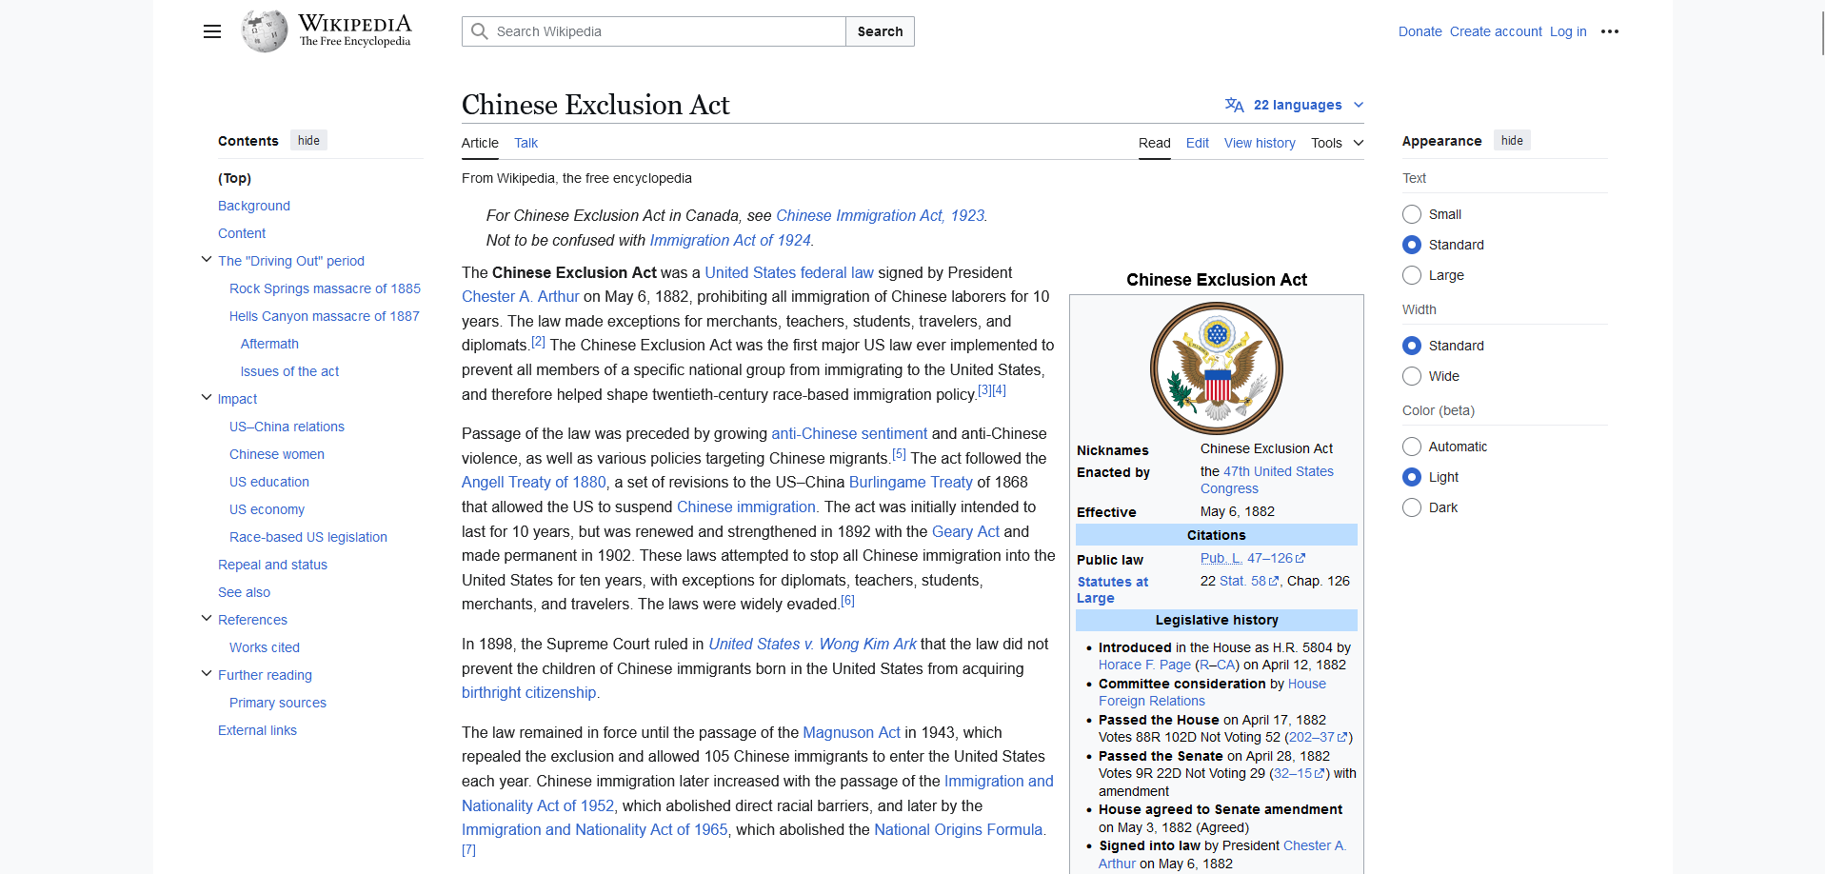 WIKIPEDIA
The Free Encyclopedia
Search Wikipedia
Search
Donate Create account Log in
Chinese Exclusion Act
22 languages
Article Talk
Read Edit View history Tools
From Wikipedia, the free encyclopedia
Contents hide
(Top)
Background
Content
The "Driving Out" period
Rock Springs massacre of 1885
Hells Canyon massacre of 1887
Aftermath
Issues of the act
Impact
US–China relations
Chinese women
US education
US economy
Race-based US legislation
Repeal and status
See also
References
Works cited
Further reading
Primary sources
External links
For Chinese Exclusion Act in Canada, see Chinese Immigration Act, 1923.
Not to be confused with Immigration Act of 1924.
The Chinese Exclusion Act was a United States federal law signed by President
Chester A. Arthur on May 6, 1882, prohibiting all immigration of Chinese laborers for 10
years. The law made exceptions for merchants, teachers, students, travelers, and
diplomats.[2] The Chinese Exclusion Act was the first major US law ever implemented to
prevent all members of a specific national group from immigrating to the United States,
and therefore helped shape twentieth-century race-based immigration policy.[3][4]
Passage of the law was preceded by growing anti-Chinese sentiment and anti-Chinese
violence, as well as various policies targeting Chinese migrants.[5] The act followed the
Angell Treaty of 1880, a set of revisions to the US–China Burlingame Treaty of 1868
that allowed the US to suspend Chinese immigration. The act was initially intended to
last for 10 years, but was renewed and strengthened in 1892 with the Geary Act and
made permanent in 1902. These laws attempted to stop all Chinese immigration into the
United States for ten years, with exceptions for diplomats, teachers, students,
merchants, and travelers. The laws were widely evaded.[6]
In 1898, the Supreme Court ruled in United States v. Wong Kim Ark that the law did not
prevent the children of Chinese immigrants born in the United States from acquiring
birthright citizenship.
The law remained in force until the passage of the Magnuson Act in 1943, which
repealed the exclusion and allowed 105 Chinese immigrants to enter the United States
each year. Chinese immigration later increased with the passage of the Immigration and
Nationality Act of 1952, which abolished direct racial barriers, and later by the
Immigration and Nationality Act of 1965, which abolished the National Origins Formula.
[7]
Chinese Exclusion Act
Nicknames Chinese Exclusion Act
Enacted by the 47th United States
Congress
Effective May 6, 1882
Citations
Public law Pub. L. 47–126
Statutes at 22 Stat. 58, Chap. 126
Large
Legislative history
• Introduced in the House as H.R. 5804 by
Horace F. Page (R–CA) on April 12, 1882
• Committee consideration by House
Foreign Relations
• Passed the House on April 17, 1882
Votes 88R 102D Not Voting 52 (202–37)
• Passed the Senate on April 28, 1882
Votes 9R 22D Not Voting 29 (32–15) with
amendment
• House agreed to Senate amendment
on May 3, 1882 (Agreed)
• Signed into law by President Chester A.
Arthur on May 6, 1882
Appearance hide
Text
Small
Standard
Large
Width
Standard
Wide
Color (beta)
Automatic
Light
Dark